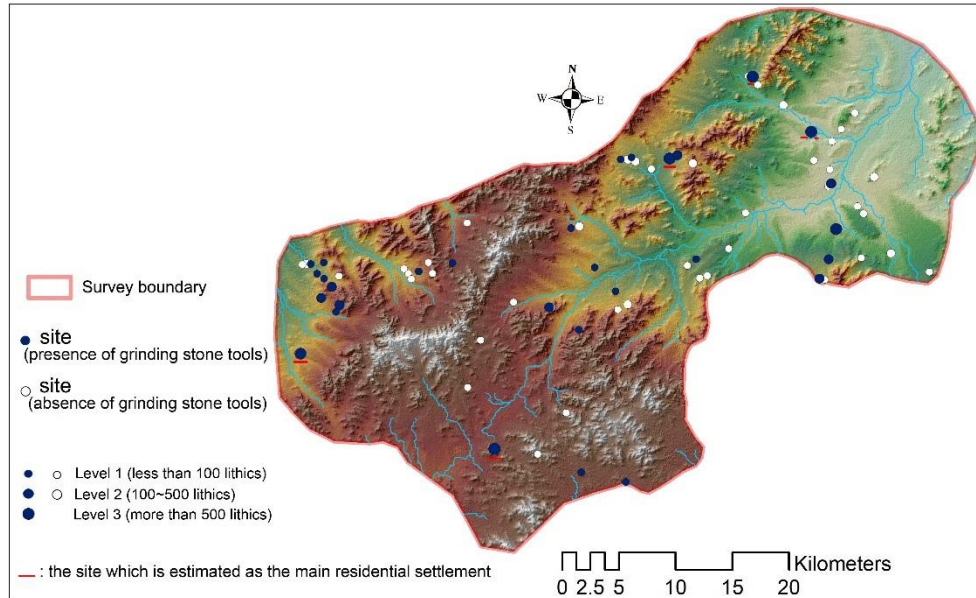 N
W E
S
Survey boundary
site
(presence of grinding stone tools)
site
(absence of grinding stone tools)
Level 1 (less than 100 lithics)
Level 2 (100~500 lithics)
Level 3 (more than 500 lithics)
: the site which is estimated as the main residential settlement
Kilometers
0 2.5 5 10 15 20